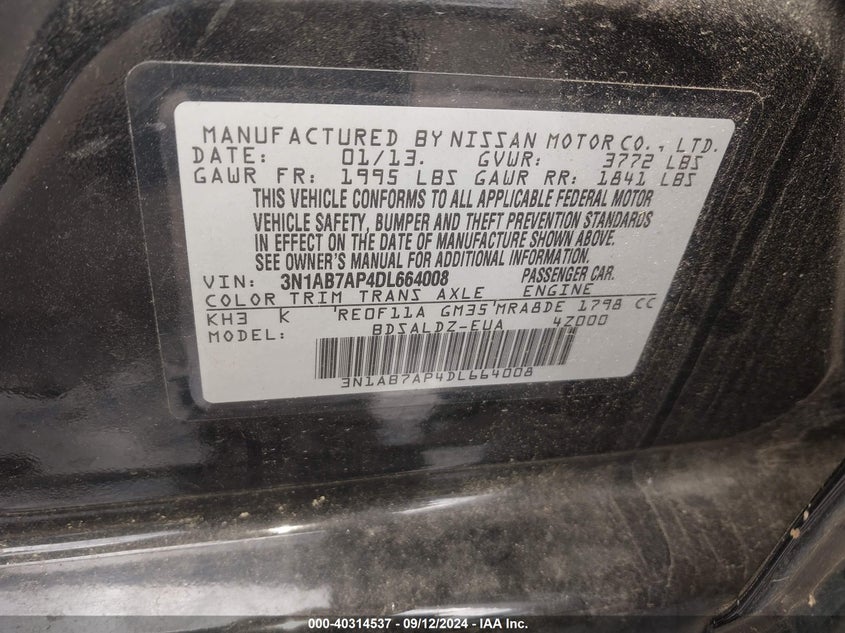 MANUFACTURED BY NISSAN MOTOR CO., LTD.
DATE: 01/13. GVWR: 3772 LBS
GAWR FR: 1995 LBS GAWR RR: 1841 LBS
THIS VEHICLE CONFORMS TO ALL APPLICABLE FEDERAL MOTOR
VEHICLE SAFETY, BUMPER AND THEFT PREVENTION STANDARDS
IN EFFECT ON THE DATE OF MANUFACTURE SHOWN ABOVE.
SEE OWNER'S MANUAL FOR ADDITIONAL INFORMATION.
VIN: 3N1AB7AP4DL664008 PASSENGER CAR.
COLOR TRIM TRANS AXLE ENGINE
KH3 K 'RE0F11A GM35'MRA8DE 1798 CC
MODEL: BDSALDZ-EUA 4Z000
3N1AB7AP4DL664008
000-40314537 - 09/12/2024 - IAA Inc.